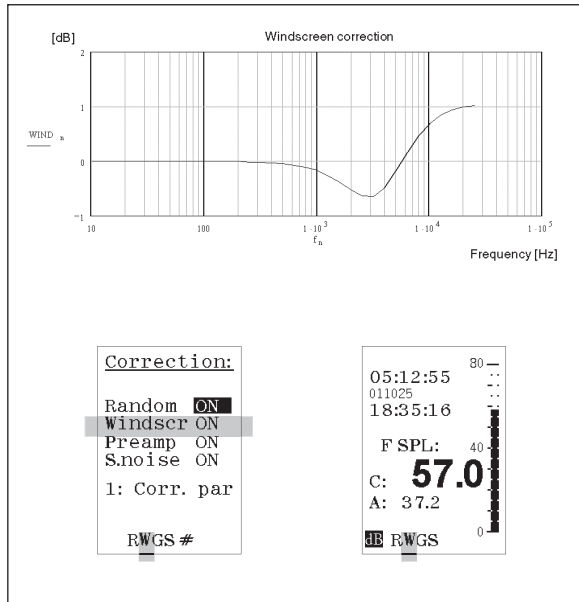 [dB] Windscreen correction
2
1
WIND n
0
−1
10 100 1·10³ 1·10⁴ 1·10⁵
fn
Frequency [Hz]
Correction:
Random ON
Windscr ON
Preamp ON
S.noise ON
1: Corr. par
RWGS #
80
05:12:55
011025
18:35:16
F SPL: 40
C: 57.0
A: 37.2
0
dB RWGS